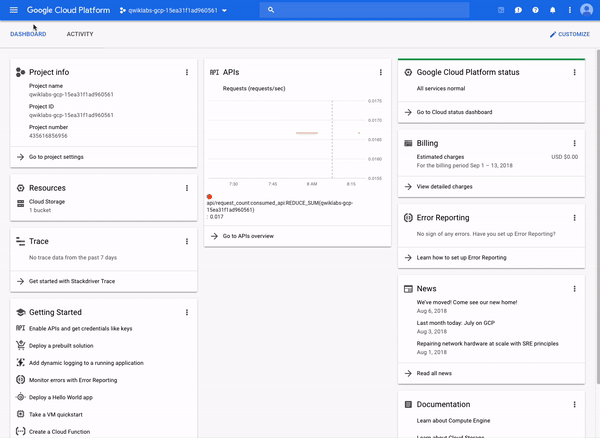 Google Cloud Platform
qwiklabs-gcp-15ea31f1ad960561
DASHBOARD
ACTIVITY
CUSTOMIZE
Project info
Project name
qwiklabs-gcp-15ea31f1ad960561
Project ID
qwiklabs-gcp-15ea31f1ad960561
Project number
435616856956
Go to project settings
Resources
Cloud Storage
1 bucket
Trace
No trace data from the past 7 days
Get started with Stackdriver Trace
Getting Started
API
Enable APIs and get credentials like keys
Deploy a prebuilt solution
Add dynamic logging to a running application
Monitor errors with Error Reporting
Deploy a Hello World app
Take a VM quickstart
Create a Cloud Function
API
APIs
Requests (requests/sec)
0.0175
0.0165
0.0160
0.0155
7:30
7:45
8 AM
8:15
api/request_count:consumed_api:REDUCE_SUM(qwiklabs-gcp-
15ea31f1ad960561)
: 0.017
Go to APIs overview
Google Cloud Platform status
All services normal
Go to Cloud status dashboard
Billing
Estimated charges
USD $0.00
For the billing period Sep 1 – 13, 2018
View detailed charges
Error Reporting
No sign of any errors. Have you set up Error Reporting?
Learn how to set up Error Reporting
News
We've moved! Come see our new home!
Aug 6, 2018
Last month today: July on GCP
Aug 3, 2018
Repairing network hardware at scale with SRE principles
Aug 1, 2018
Read all news
Documentation
Learn about Compute Engine
Learn about Cloud Storage